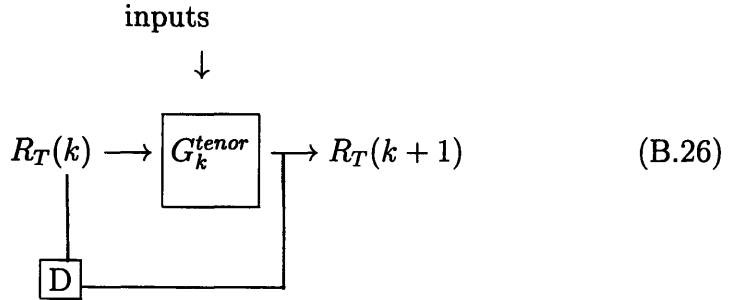 inputs
↓
R_T(k) → G_k^{tenor} → R_T(k + 1) (B.26)
D